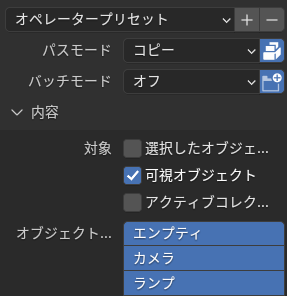 オペレータープリセット
パスモード コピー
バッチモード オフ
内容
対象 選択したオブジェ...
可視オブジェクト
アクティブコレク...
オブジェクト... エンプティ
カメラ
ランプ